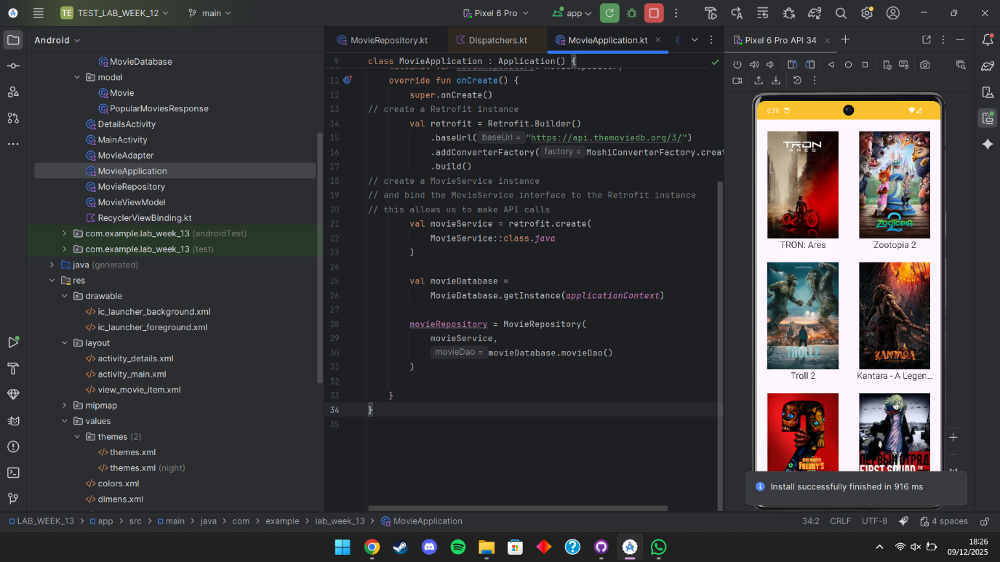 TE TEST_LAB_WEEK_12
main
Pixel 6 Pro
app
Android
MovieDatabase
model
Movie
PopularMoviesResponse
DetailsActivity
MainActivity
MovieAdapter
MovieApplication
MovieRepository
MovieViewModel
RecyclerViewBinding.kt
com.example.lab_week_13 (androidTest)
com.example.lab_week_13 (test)
java (generated)
res
drawable
ic_launcher_background.xml
ic_launcher_foreground.xml
layout
activity_details.xml
activity_main.xml
view_movie_item.xml
mipmap
values
themes (2)
themes.xml
themes.xml (night)
colors.xml
dimens.xml
MovieRepository.kt
Dispatchers.kt
MovieApplication.kt
9 class MovieApplication : Application() {
11 override fun onCreate() {
12 super.onCreate()
13 // create a Retrofit instance
14 val retrofit = Retrofit.Builder()
15 .baseUrl( baseUrl = "https://api.themoviedb.org/3/")
16 .addConverterFactory( factory = MoshiConverterFactory.creat
17 .build()
18 // create a MovieService instance
19 // and bind the MovieService interface to the Retrofit instance
20 // this allows us to make API calls
21 val movieService = retrofit.create(
22 MovieService::class.java
23 )
24
25 val movieDatabase =
26 MovieDatabase.getInstance(applicationContext)
27
28 movieRepository = MovieRepository(
29 movieService,
30 movieDao = movieDatabase.movieDao()
31 )
32
33 }
34 }
35
Pixel 6 Pro API 34
6:26
TRON
ARES
TRON: Ares
ZOOTOPIA
2
Zootopia 2
TROLL
Troll 2
KANTARA
Kantara - A Legen...
FIVE NIGHTS
FREDDY'S
ПЕРВЫЙ ОТРЯД
FIRST SQUAD THE
1:1
Install successfully finished in 916 ms
LAB_WEEK_13 > app > src > main > java > com > example > lab_week_13 > MovieApplication
34:2 CRLF UTF-8 4 spaces
18:26
09/12/2025